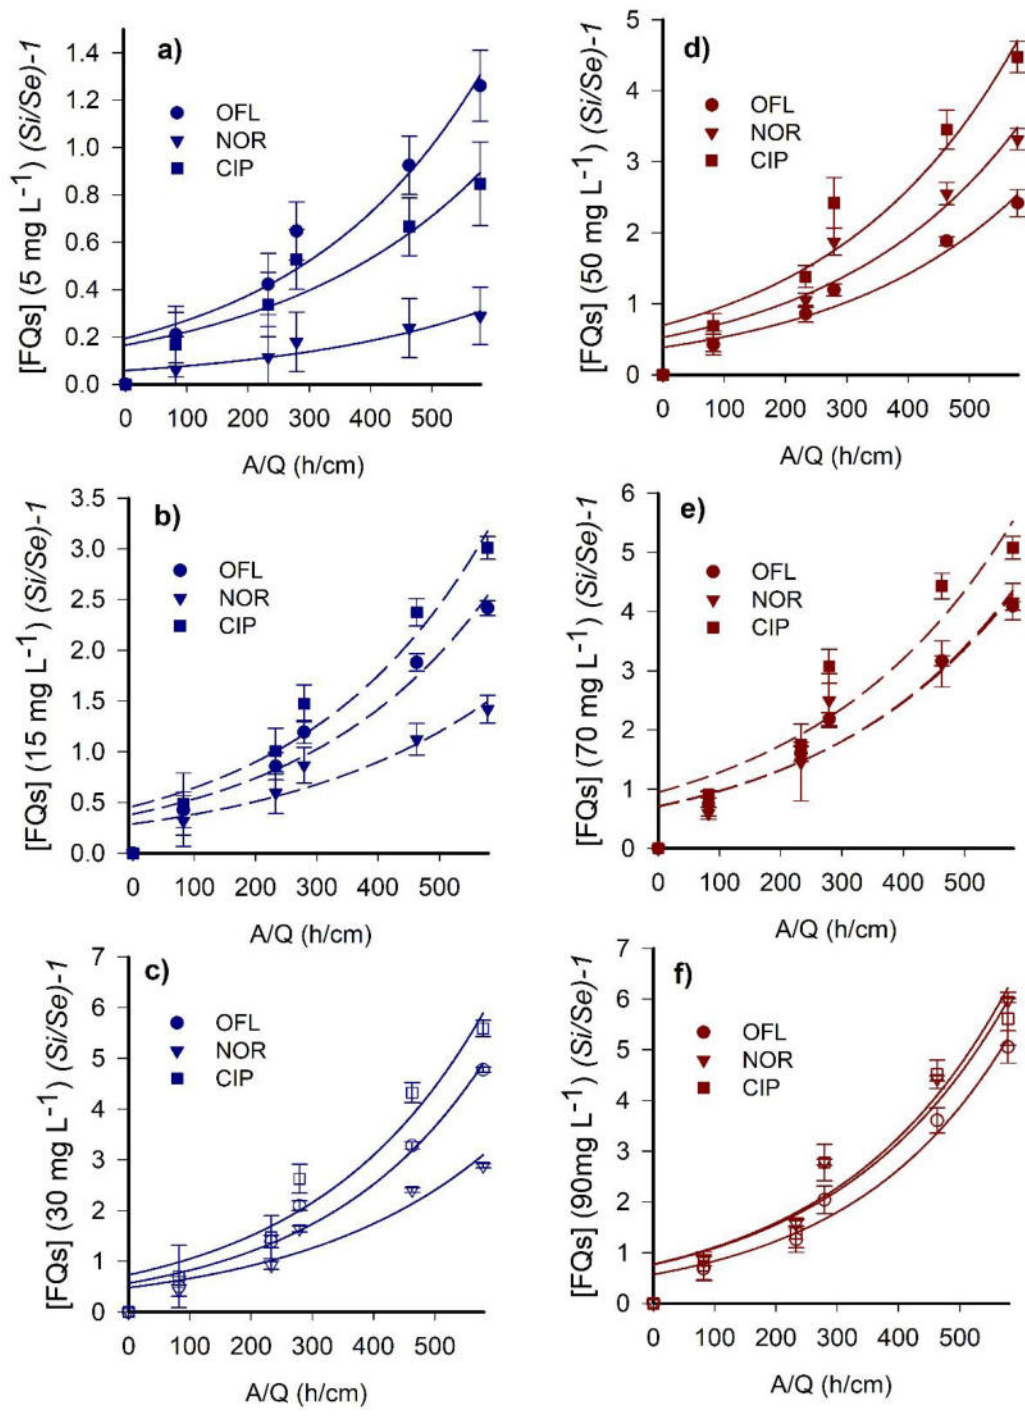 a)
[FQs] (5 mg L⁻¹) (Si/Se)-1
1.4
1.2
1.0
0.8
0.6
0.4
0.2
0.0
OFL
NOR
CIP
0 100 200 300 400 500
A/Q (h/cm)
d)
[FQs] (50 mg L⁻¹) (Si/Se)-1
5
4
3
2
1
0
OFL
NOR
CIP
0 100 200 300 400 500
A/Q (h/cm)
b)
[FQs] (15 mg L⁻¹) (Si/Se)-1
3.5
3.0
2.5
2.0
1.5
1.0
0.5
0.0
OFL
NOR
CIP
0 100 200 300 400 500
A/Q (h/cm)
e)
[FQs] (70 mg L⁻¹) (Si/Se)-1
6
5
4
3
2
1
0
OFL
NOR
CIP
0 100 200 300 400 500
A/Q (h/cm)
c)
[FQs] (30 mg L⁻¹) (Si/Se)-1
7
6
5
4
3
2
1
0
OFL
NOR
CIP
0 100 200 300 400 500
A/Q (h/cm)
f)
[FQs] (90mg L⁻¹) (Si/Se)-1
7
6
5
4
3
2
1
0
OFL
NOR
CIP
0 100 200 300 400 500
A/Q (h/cm)